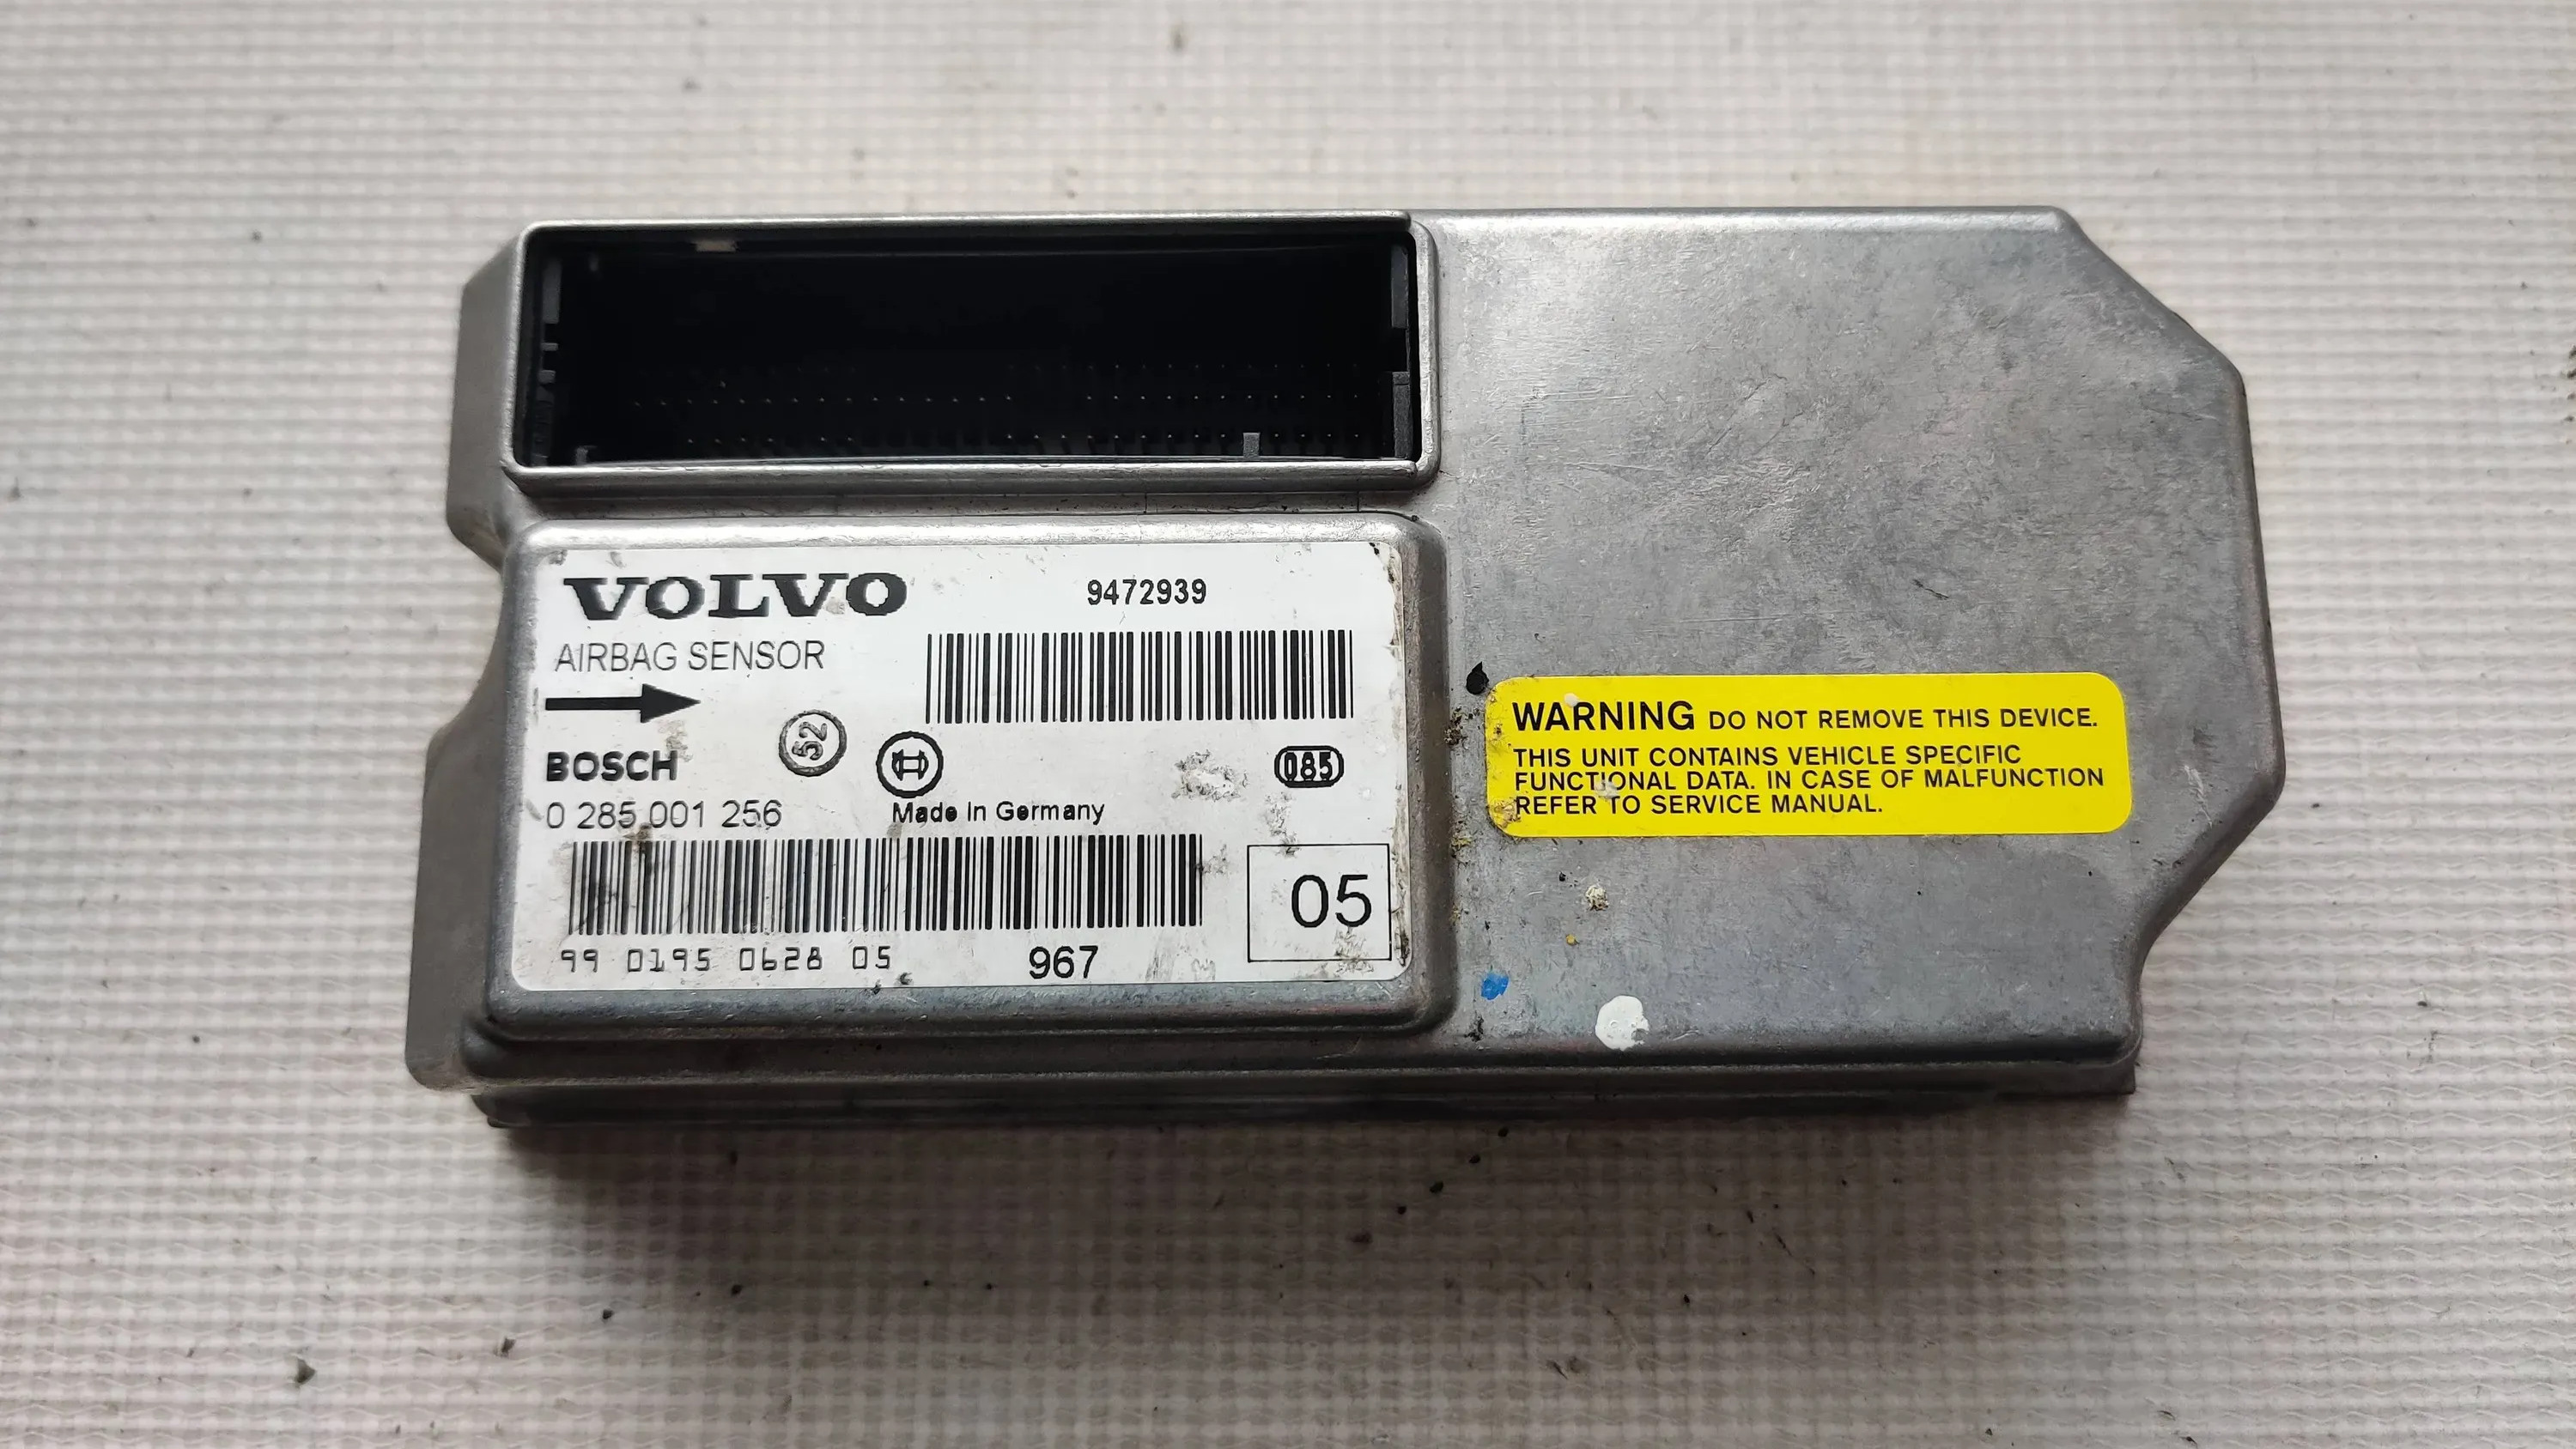 VOLVO
9472939
AIRBAG SENSOR
52
085
BOSCH
0 285 001 256
Made In Germany
05
99 0195 0628 05
967
WARNING DO NOT REMOVE THIS DEVICE.
THIS UNIT CONTAINS VEHICLE SPECIFIC
FUNCTIONAL DATA. IN CASE OF MALFUNCTION
REFER TO SERVICE MANUAL.